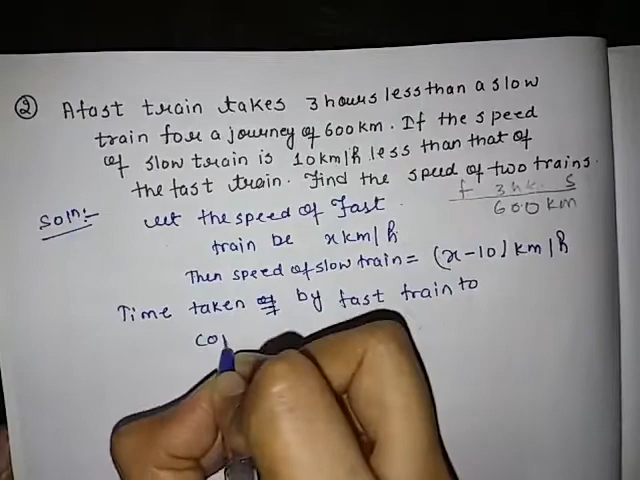 ② A fast train takes 3 hours less than a slow
train for a journey of 600 km. If the speed
of slow train is 10 km/h less than that of
the fast train. Find the speed of two trains.
f 3hr. S
600 km
Soln:- Let the speed of Fast
train be x km/h
Then speed of slow train = (x-10) km/h
Time taken by fast train to
co